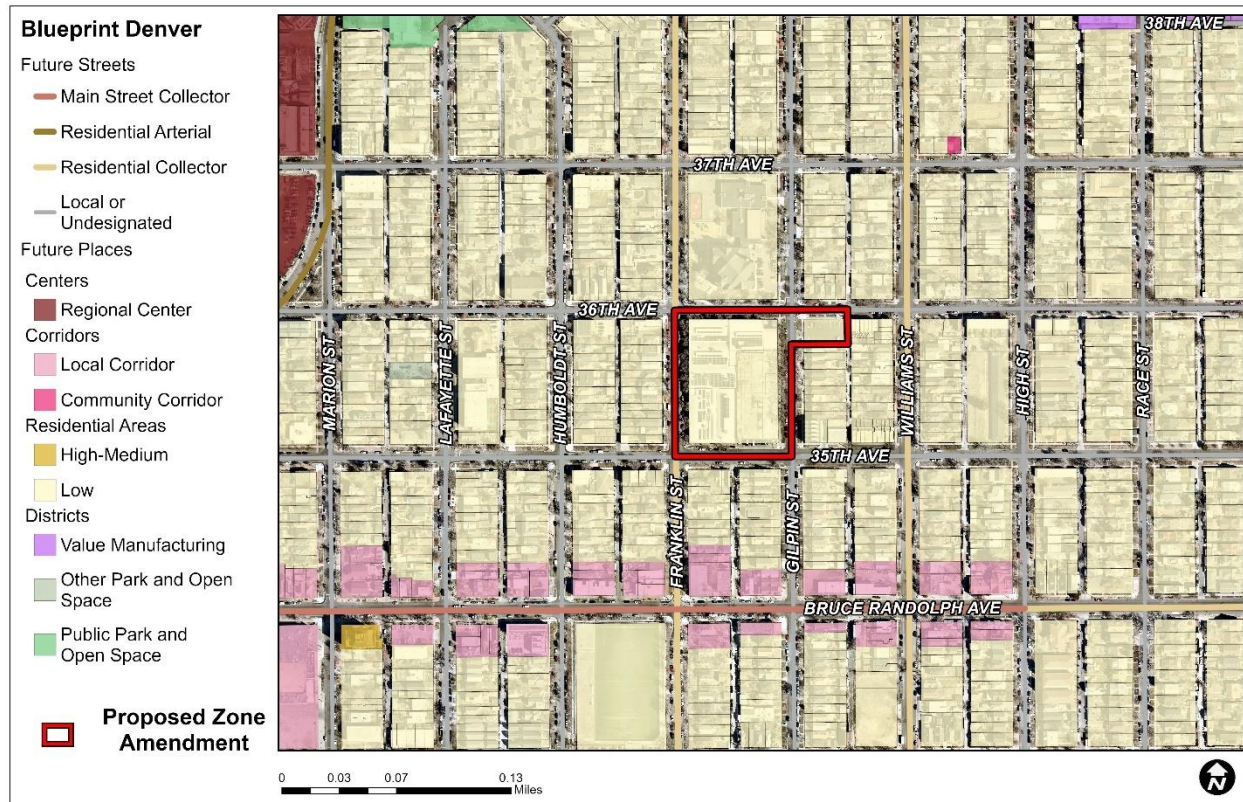 Blueprint Denver
Future Streets
Main Street Collector
Residential Arterial
Residential Collector
Local or
Undesignated
Future Places
Centers
Regional Center
Corridors
Local Corridor
Community Corridor
Residential Areas
High-Medium
Low
Districts
Value Manufacturing
Other Park and Open
Space
Public Park and
Open Space
Proposed Zone
Amendment
38TH AVE
37TH AVE
36TH AVE
MARION ST
LAFAYETTE ST
HUMBOLDT ST
WILLIAMS ST
HIGH ST
RACE ST
35TH AVE
FRANKLIN ST
GILPIN ST
BRUCE RANDOLPH AVE
0 0.03 0.07 0.13
Miles
N